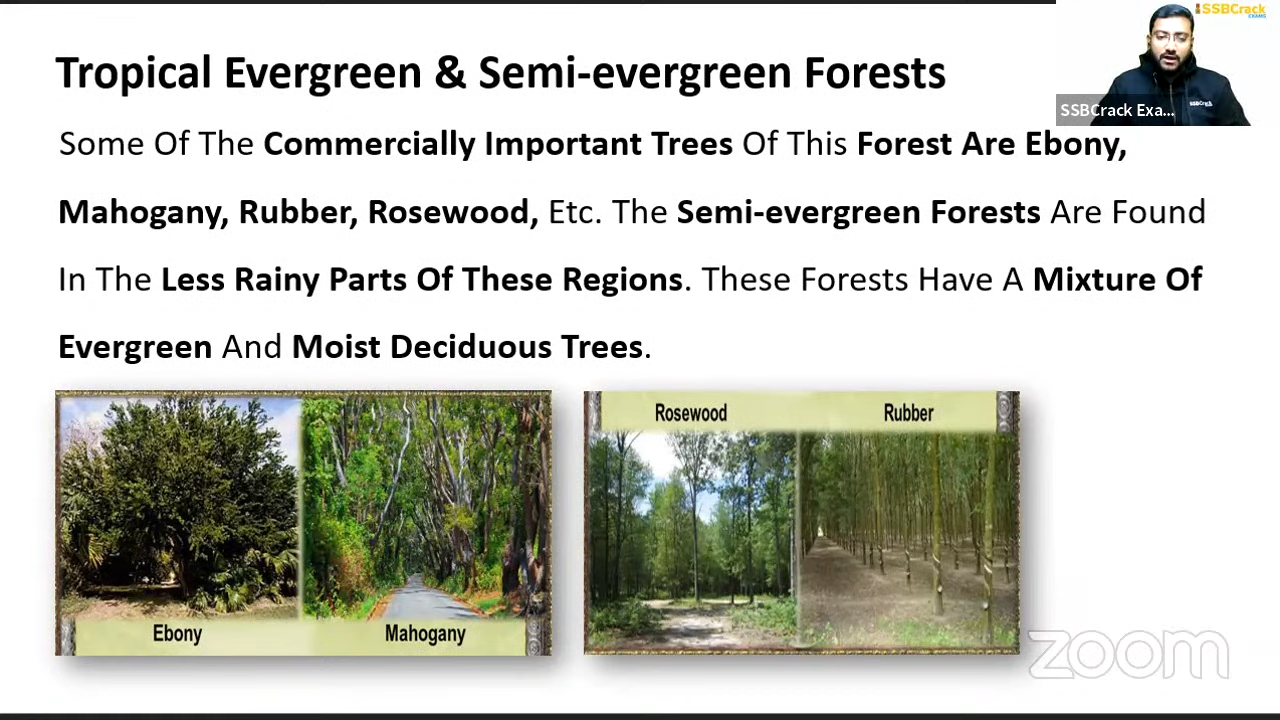 SSBCrack
EXAMS
Tropical Evergreen & Semi-evergreen Forests
SSBCrack
SSBCrack Exa...
Some Of The Commercially Important Trees Of This Forest Are Ebony,
Mahogany, Rubber, Rosewood, Etc. The Semi-evergreen Forests Are Found
In The Less Rainy Parts Of These Regions. These Forests Have A Mixture Of
Evergreen And Moist Deciduous Trees.
Rosewood Rubber
Ebony Mahogany
zoom